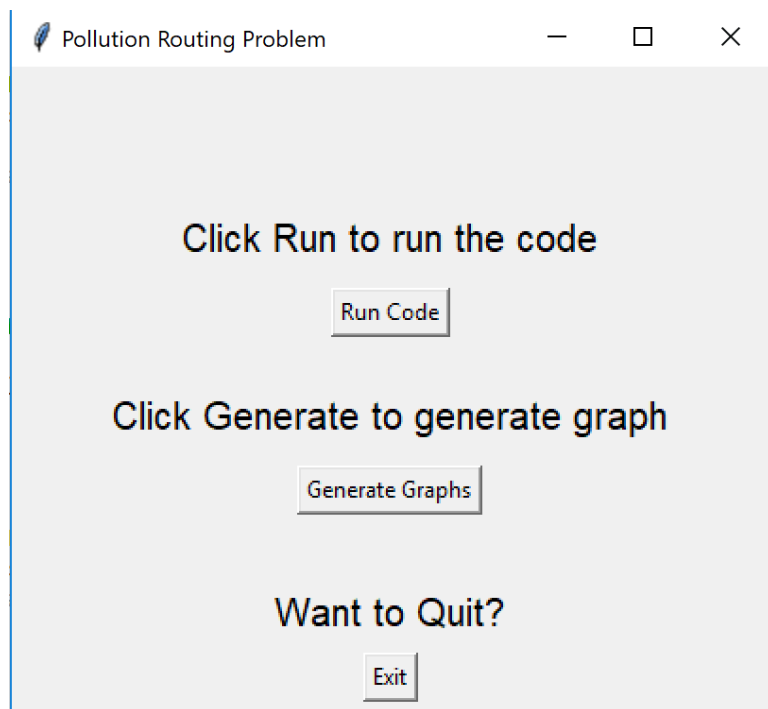 Pollution Routing Problem
Click Run to run the code
Run Code
Click Generate to generate graph
Generate Graphs
Want to Quit?
Exit